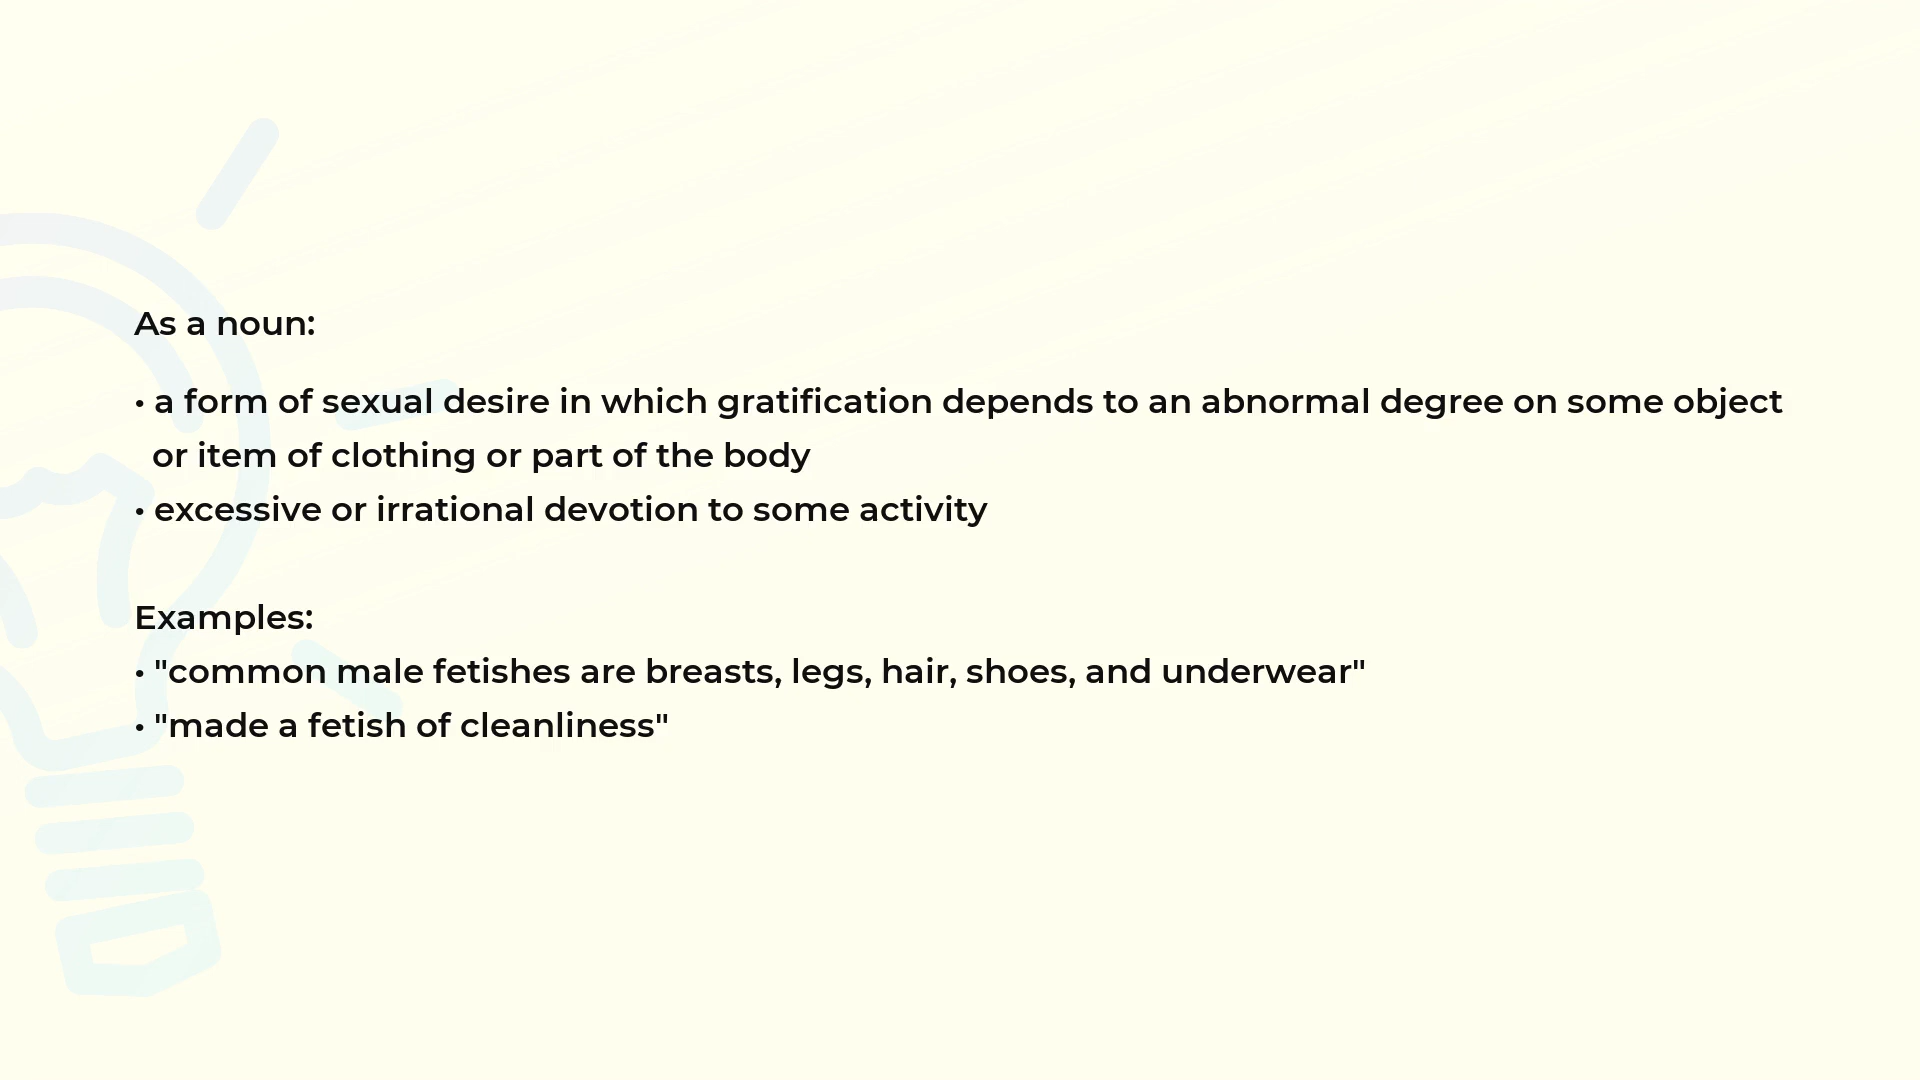 As a noun:
• a form of sexual desire in which gratification depends to an abnormal degree on some object
or item of clothing or part of the body
• excessive or irrational devotion to some activity
Examples:
• "common male fetishes are breasts, legs, hair, shoes, and underwear"
• "made a fetish of cleanliness"